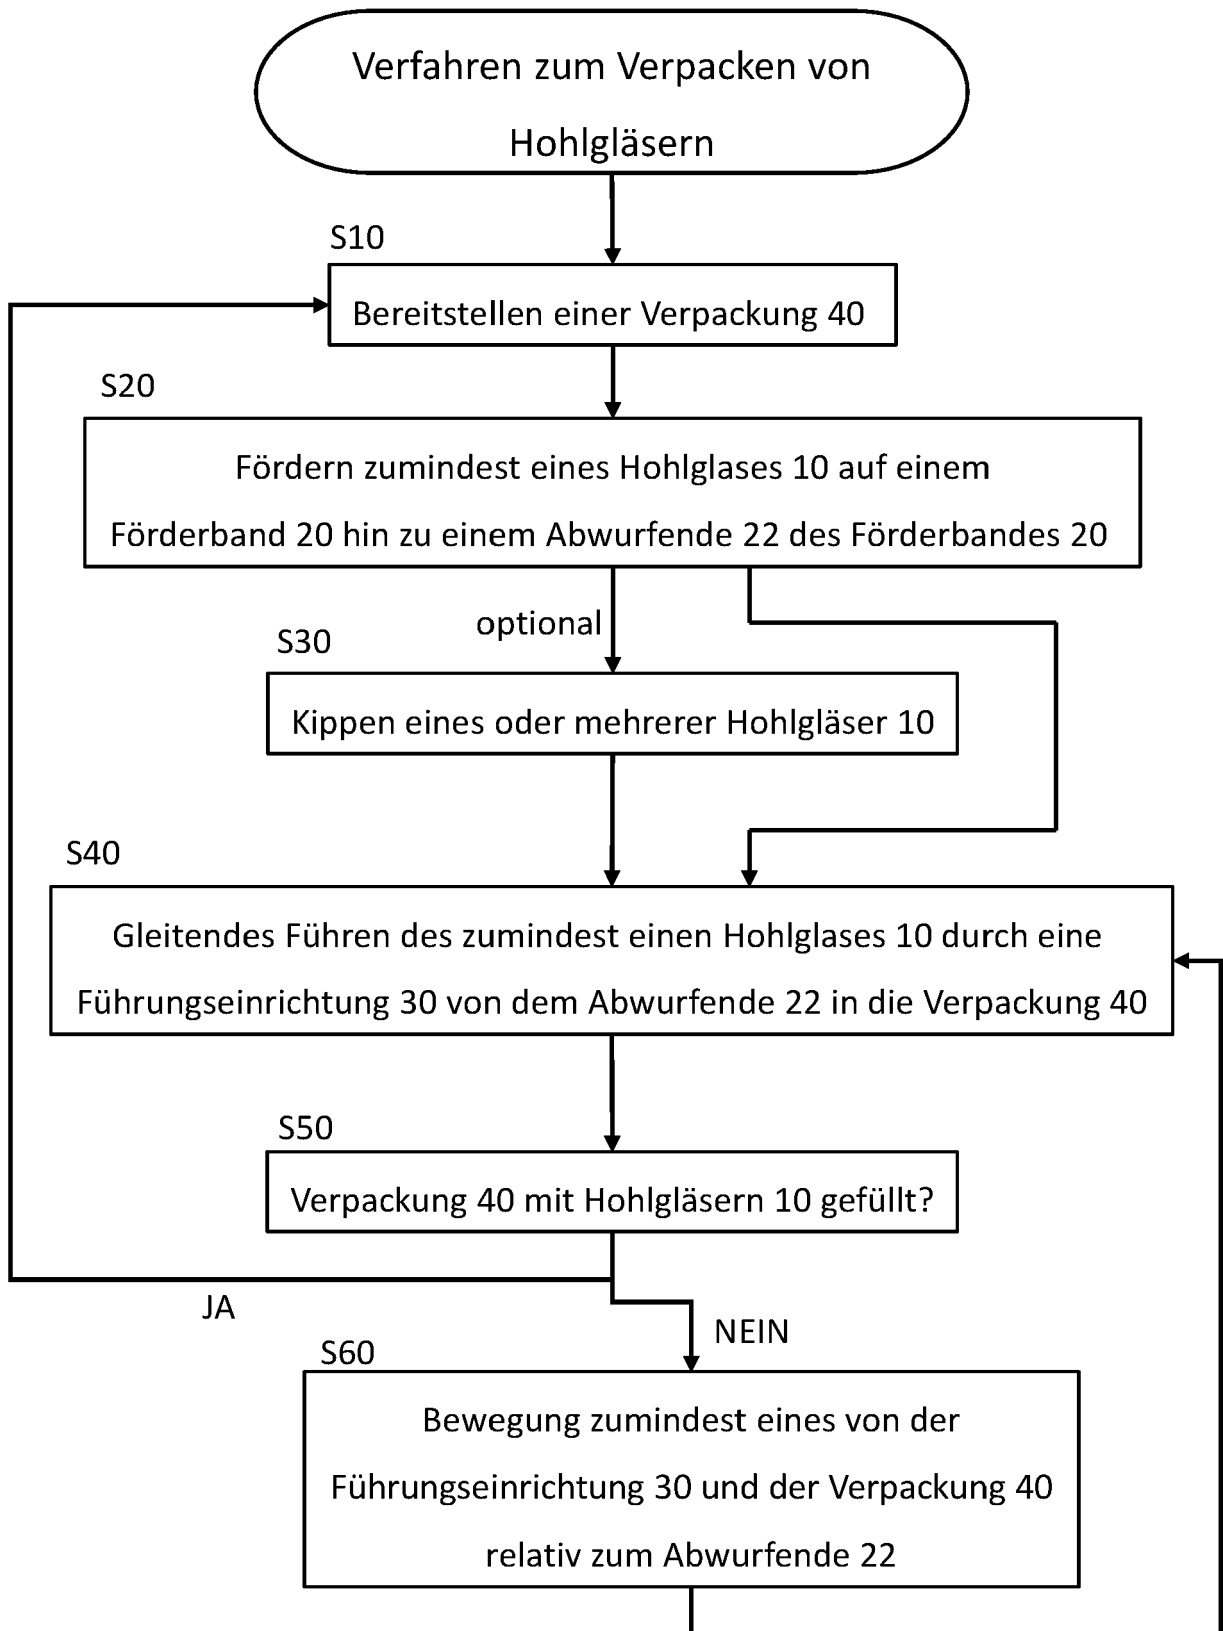 Verfahren zum Verpacken von
Hohlgläsern
S10
Bereitstellen einer Verpackung 40
S20
Fördern zumindest eines Hohlglases 10 auf einem
Förderband 20 hin zu einem Abwurfende 22 des Förderbandes 20
optional
S30
Kippen eines oder mehrerer Hohlgläser 10
S40
Gleitendes Führen des zumindest einen Hohlglases 10 durch eine
Führungseinrichtung 30 von dem Abwurfende 22 in die Verpackung 40
S50
Verpackung 40 mit Hohlgläsern 10 gefüllt?
JA
NEIN
S60
Bewegung zumindest eines von der
Führungseinrichtung 30 und der Verpackung 40
relativ zum Abwurfende 22